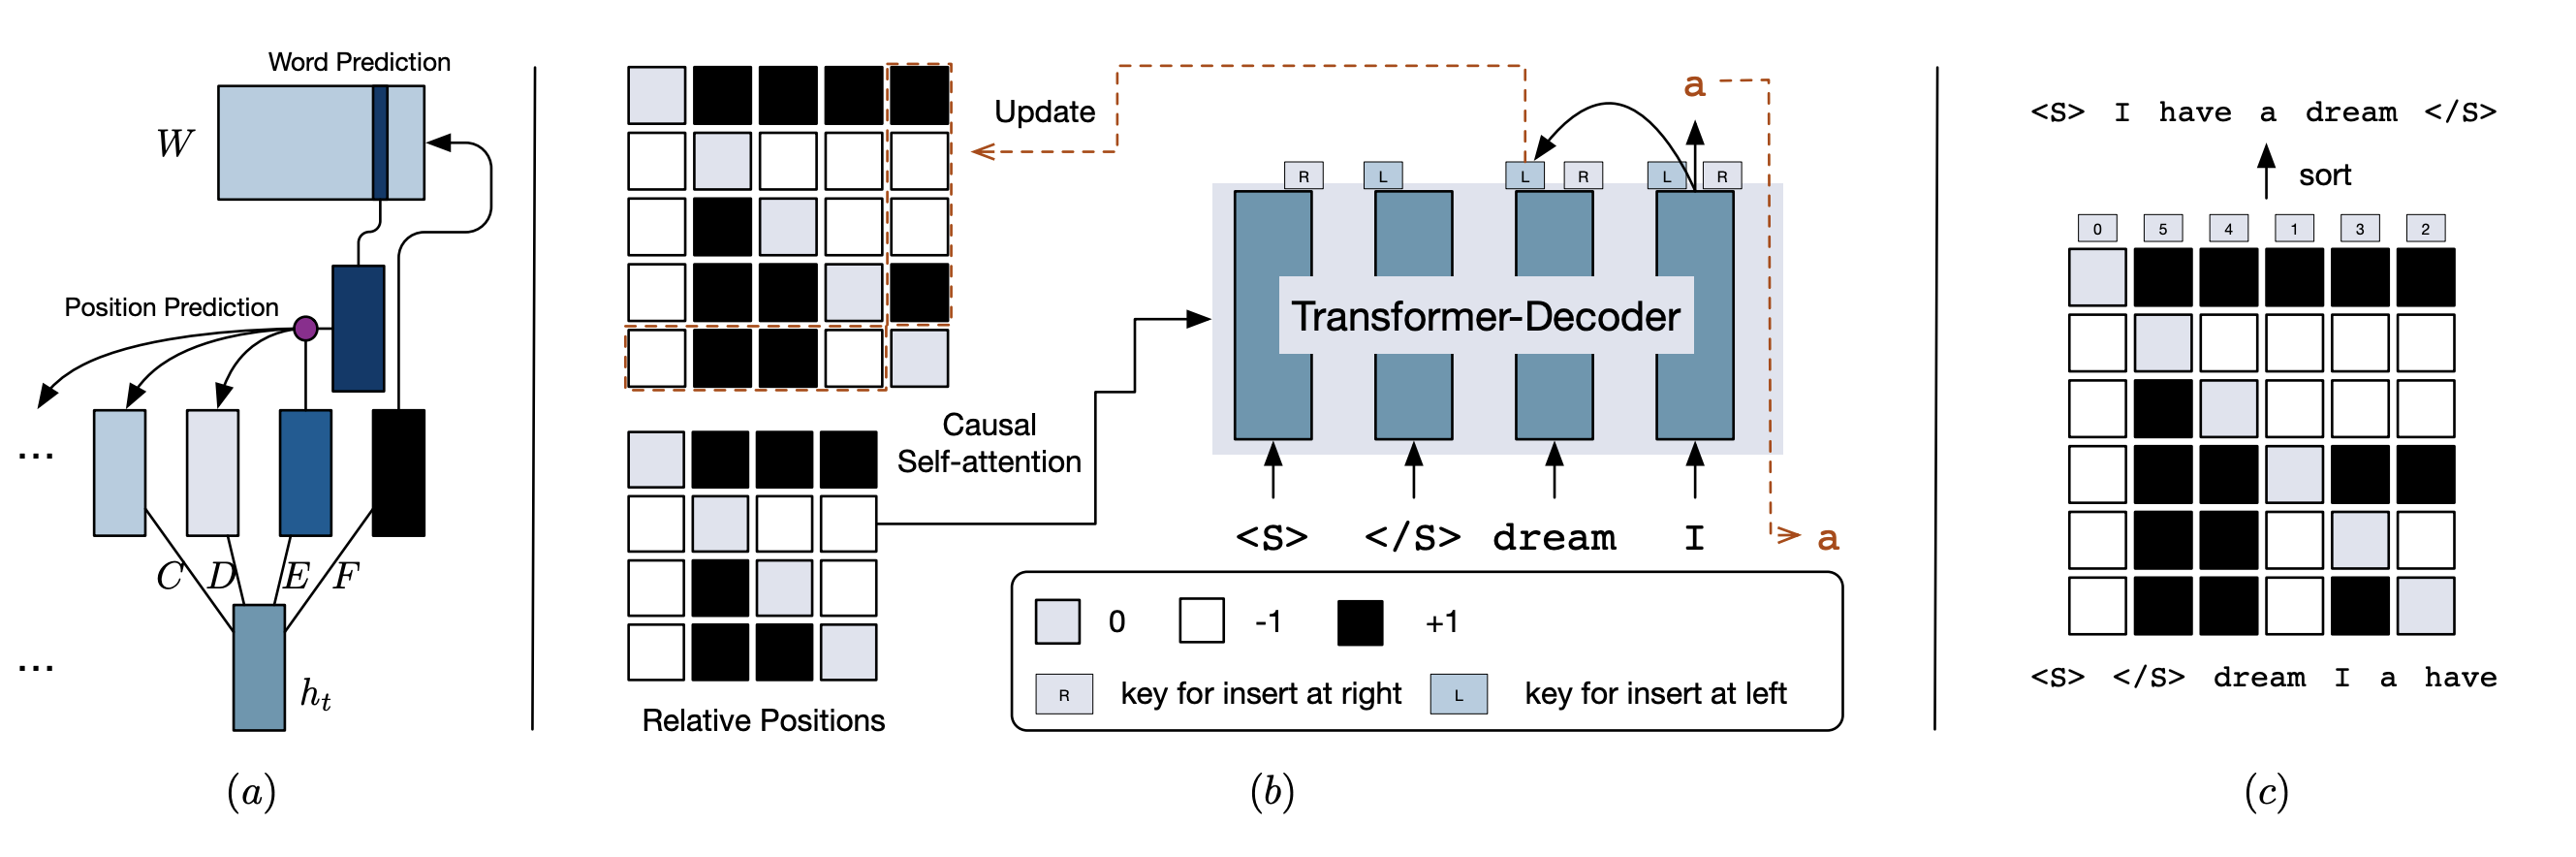 Word Prediction
W
Position Prediction
...
C D E F
...
h_t
(a)
Update
a
R L L R L R
Causal
Self-attention
Transformer-Decoder
<S> </S> dream I a
0 -1 +1
R key for insert at right L key for insert at left
Relative Positions
(b)
<S> I have a dream </S>
sort
0 5 4 1 3 2
<S> </S> dream I a have
(c)